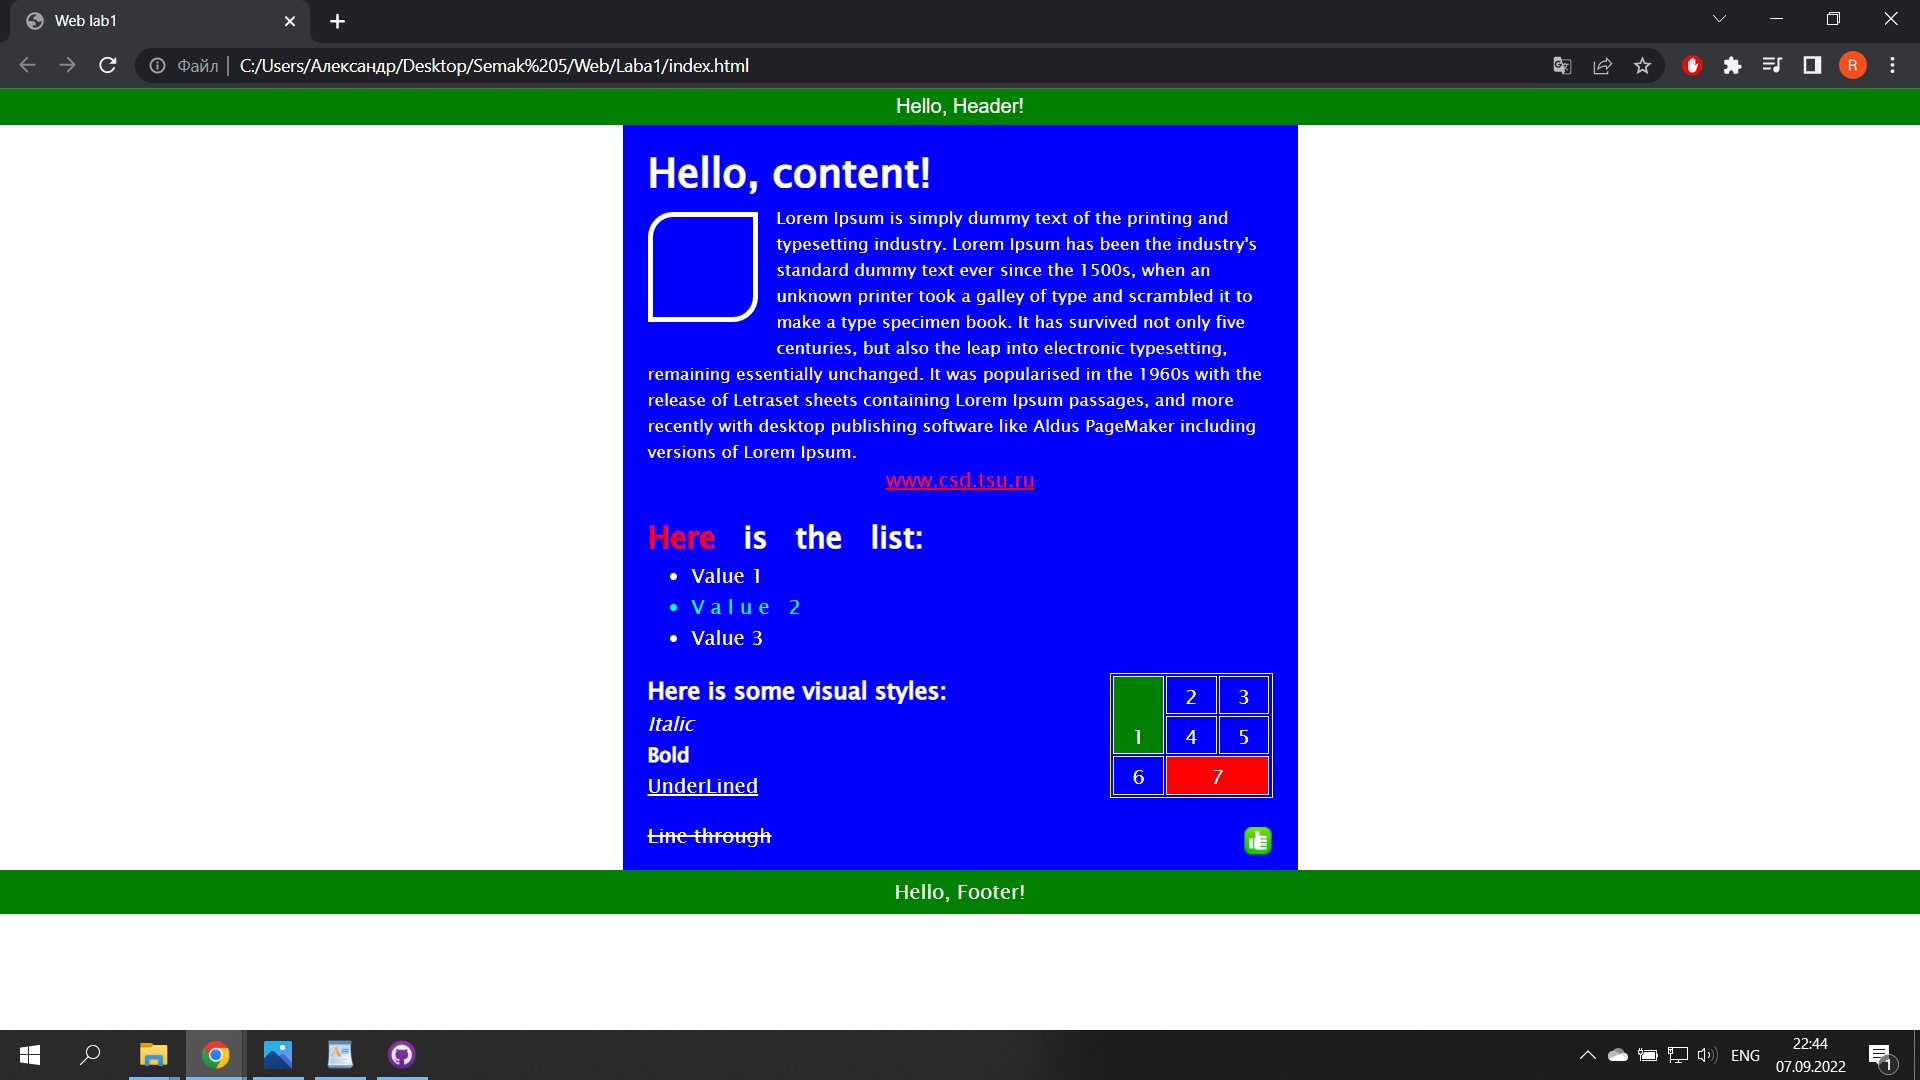 Web lab1
Файл
C:/Users/Александр/Desktop/Semak%205/Web/Laba1/index.html
R
Hello, Header!
Hello, content!
Lorem Ipsum is simply dummy text of the printing and
typesetting industry. Lorem Ipsum has been the industry's
standard dummy text ever since the 1500s, when an
unknown printer took a galley of type and scrambled it to
make a type specimen book. It has survived not only five
centuries, but also the leap into electronic typesetting,
remaining essentially unchanged. It was popularised in the 1960s with the
release of Letraset sheets containing Lorem Ipsum passages, and more
recently with desktop publishing software like Aldus PageMaker including
versions of Lorem Ipsum.
www.csd.tsu.ru
Here is the list:
Value 1
Value 2
Value 3
Here is some visual styles:
Italic
Bold
UnderLined
Line-through
2 3
1 4 5
6 7
Hello, Footer!
ENG
22:44
07.09.2022
1